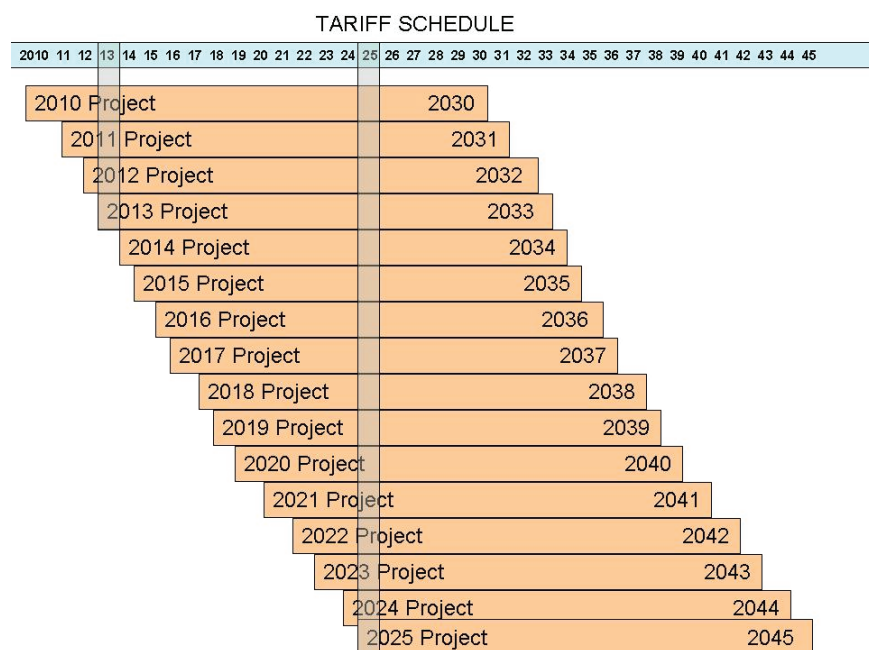 TARIFF SCHEDULE
2010 11 12 13 14 15 16 17 18 19 20 21 22 23 24 25 26 27 28 29 30 31 32 33 34 35 36 37 38 39 40 41 42 43 44 45
2010 Project 2030
2011 Project 2031
2012 Project 2032
2013 Project 2033
2014 Project 2034
2015 Project 2035
2016 Project 2036
2017 Project 2037
2018 Project 2038
2019 Project 2039
2020 Project 2040
2021 Project 2041
2022 Project 2042
2023 Project 2043
2024 Project 2044
2025 Project 2045